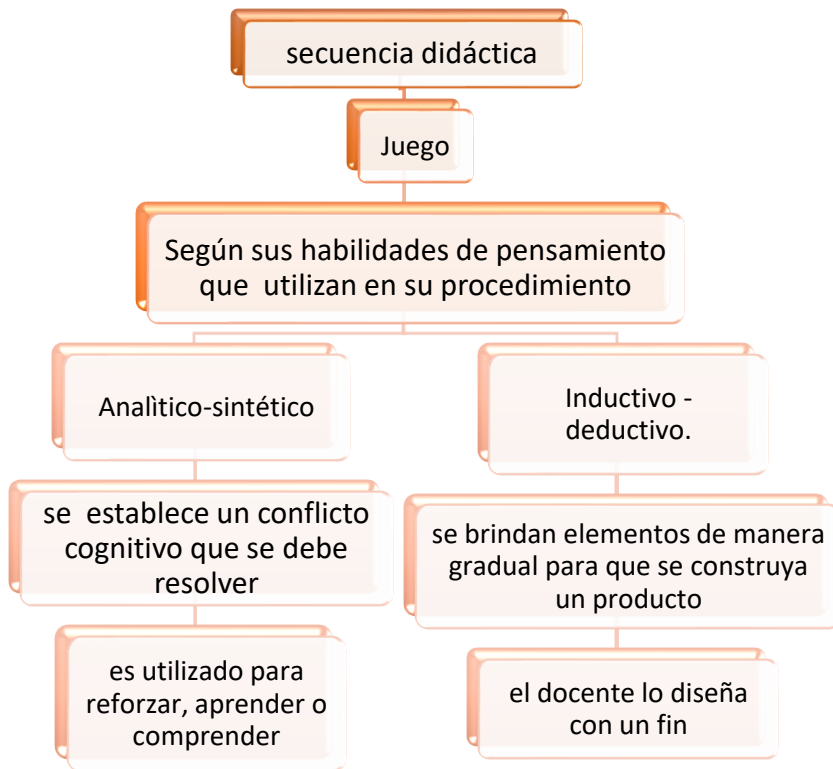 secuencia didáctica
Juego
Según sus habilidades de pensamiento
que utilizan en su procedimiento
Analìtico-sintético
se establece un conflicto
cognitivo que se debe
resolver
es utilizado para
reforzar, aprender o
comprender
Inductivo -
deductivo.
se brindan elementos de manera
gradual para que se construya
un producto
el docente lo diseña
con un fin